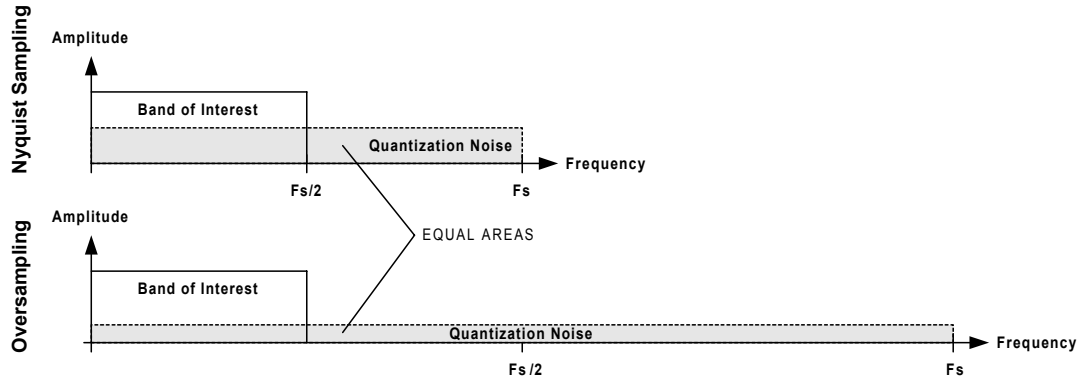 Nyquist Sampling
Amplitude
Band of Interest
Quantization Noise
Frequency
Fs/2
Fs
EQUAL AREAS
Oversampling
Amplitude
Band of Interest
Quantization Noise
Frequency
Fs/2
Fs